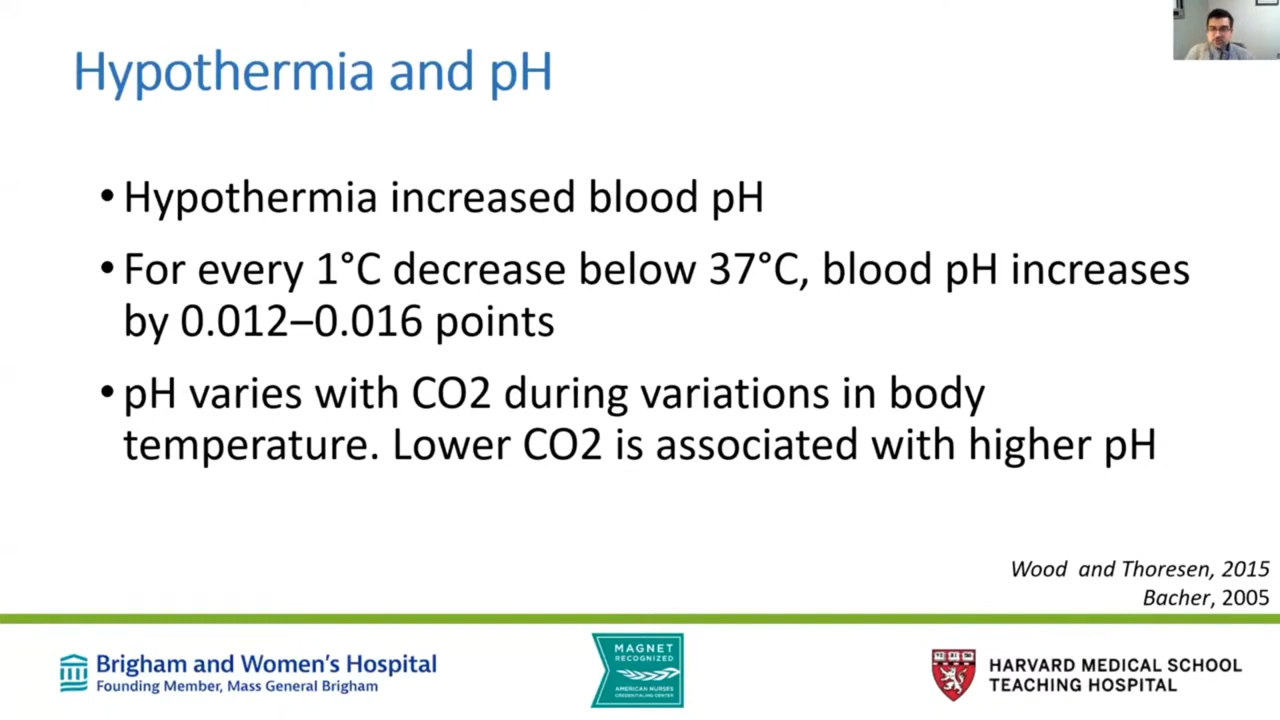 Hypothermia and pH
• Hypothermia increased blood pH
• For every 1°C decrease below 37°C, blood pH increases
by 0.012–0.016 points
• pH varies with CO2 during variations in body
temperature. Lower CO2 is associated with higher pH
Wood and Thoresen, 2015
Bacher, 2005
Brigham and Women's Hospital
Founding Member, Mass General Brigham
MAGNET
RECOGNIZED
AMERICAN NURSES
CREDENTIALING CENTER
HARVARD MEDICAL SCHOOL
TEACHING HOSPITAL